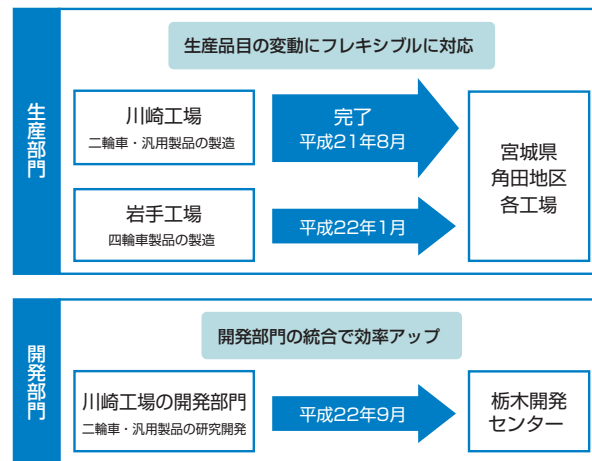 生産部門
生産品目の変動にフレキシブルに対応
川崎工場
二輪車・汎用製品の製造
完了
平成21年8月
岩手工場
四輪車製品の製造
平成22年1月
宮城県
角田地区
各工場
開発部門
開発部門の統合で効率アップ
川崎工場の開発部門
二輪車・汎用製品の研究開発
平成22年9月
栃木開発
センター